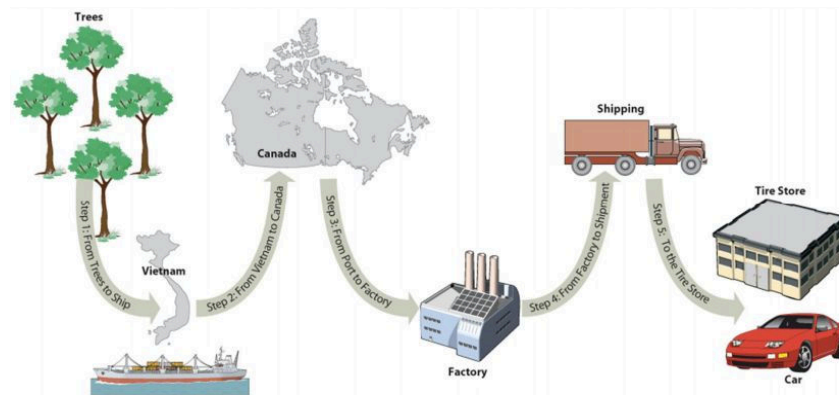 Trees
Step 1: From Trees to Ship
Vietnam
Step 2: From Vietnam to Canada
Canada
Step 3: From Port to Factory
Factory
Step 4: From Factory to Shipment
Shipping
Step 5: To the Tire Store
Tire Store
Car